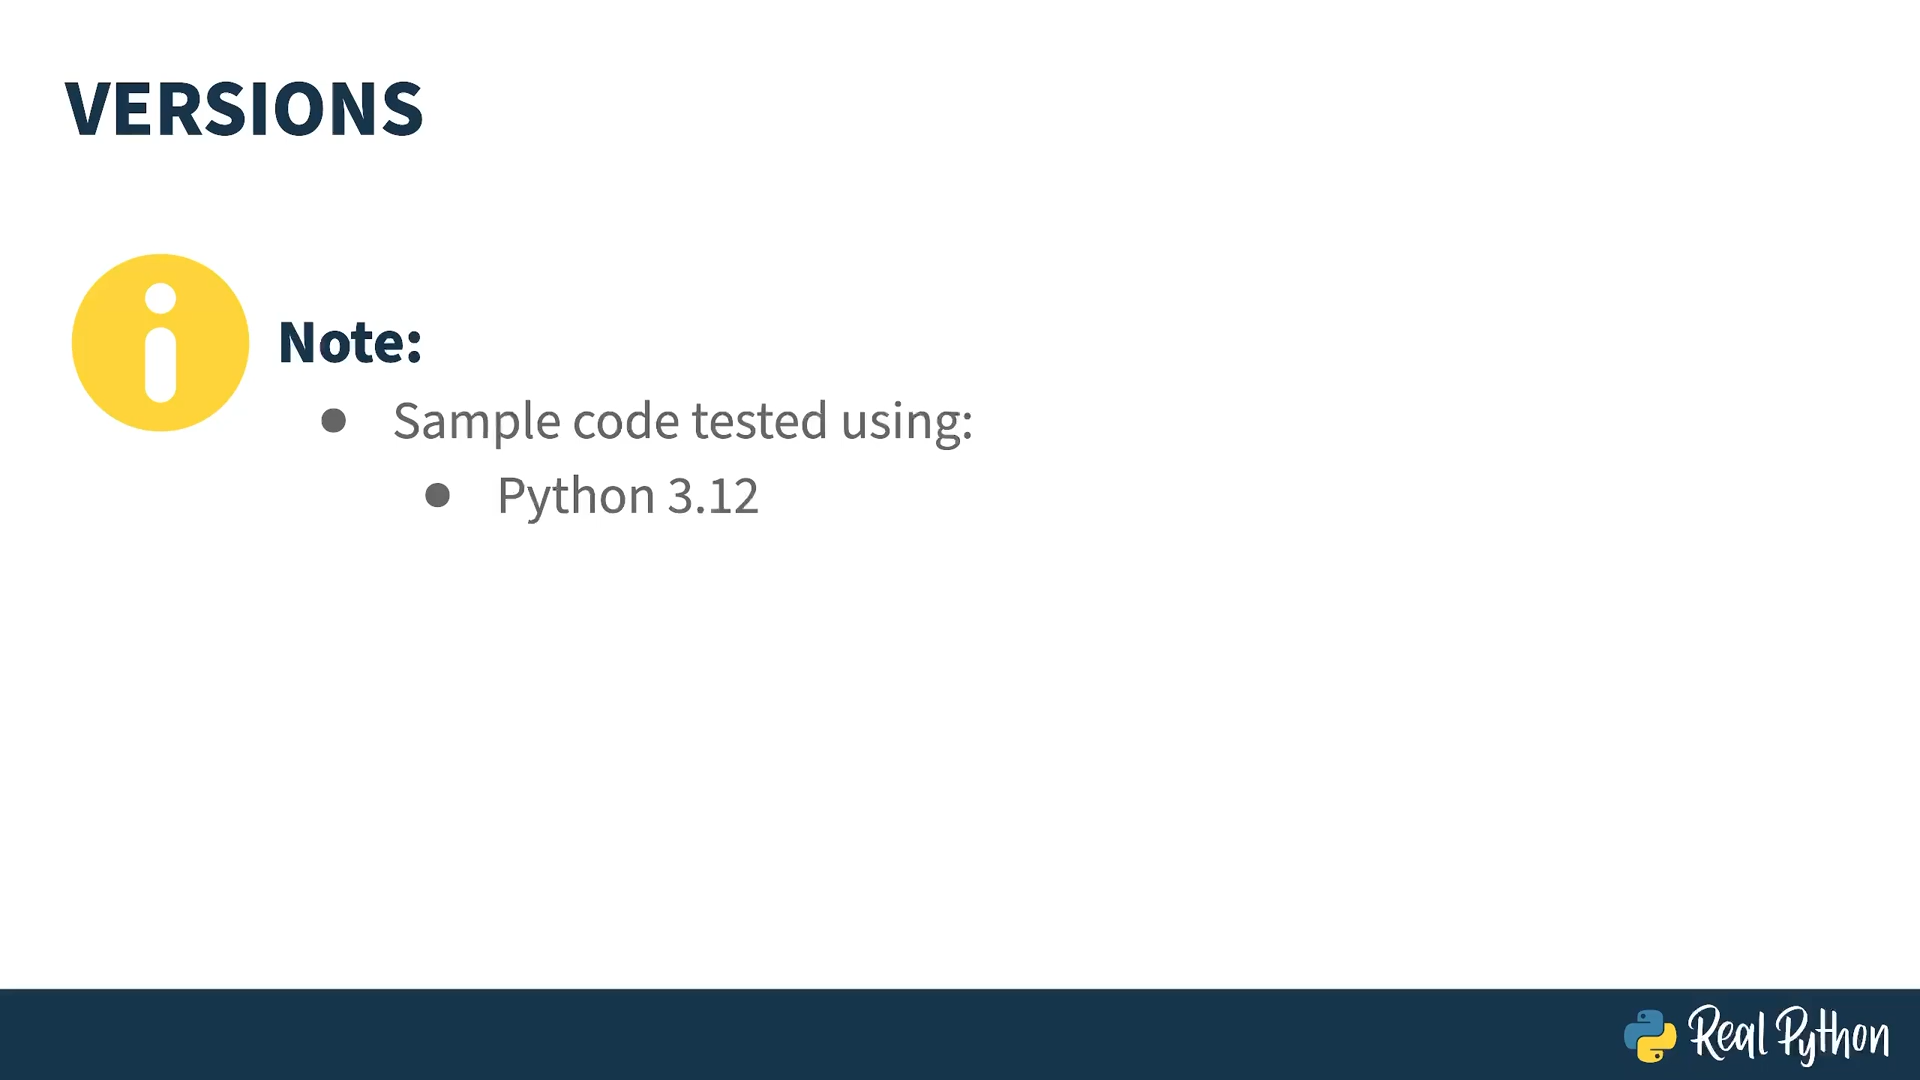 VERSIONS
Note:
● Sample code tested using:
● Python 3.12
Real Python